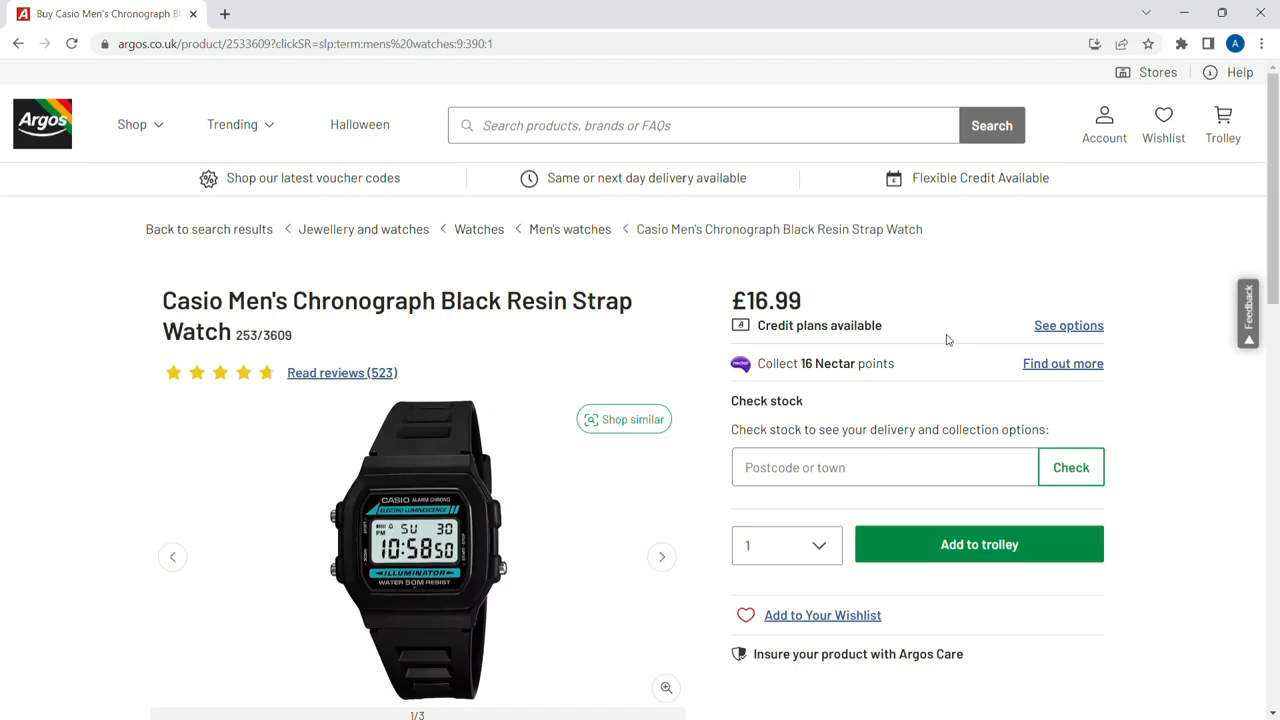 Buy Casio Men's Chronograph B
argos.co.uk/product/2533609?clickSR=slp:term:mens%20watches:9:390:1
A
Stores
Help
Argos
Shop
Trending
Halloween
Search products, brands or FAQs
Search
Account
Wishlist
Trolley
Shop our latest voucher codes
Same or next day delivery available
Flexible Credit Available
Back to search results
Jewellery and watches
Watches
Men's watches
Casio Men's Chronograph Black Resin Strap Watch
Casio Men's Chronograph Black Resin Strap
Watch 253/3609
Read reviews (523)
Shop similar
CASIO ALARM CHRONO
ELECTRO LUMINESCENCE
SU 30
PM
10:58 50
ILLUMINATOR
WATER 50M RESIST
1/3
£16.99
Credit plans available
See options
nectar
Collect 16 Nectar points
Find out more
Check stock
Check stock to see your delivery and collection options:
Postcode or town
Check
1
Add to trolley
Add to Your Wishlist
Insure your product with Argos Care
Feedback